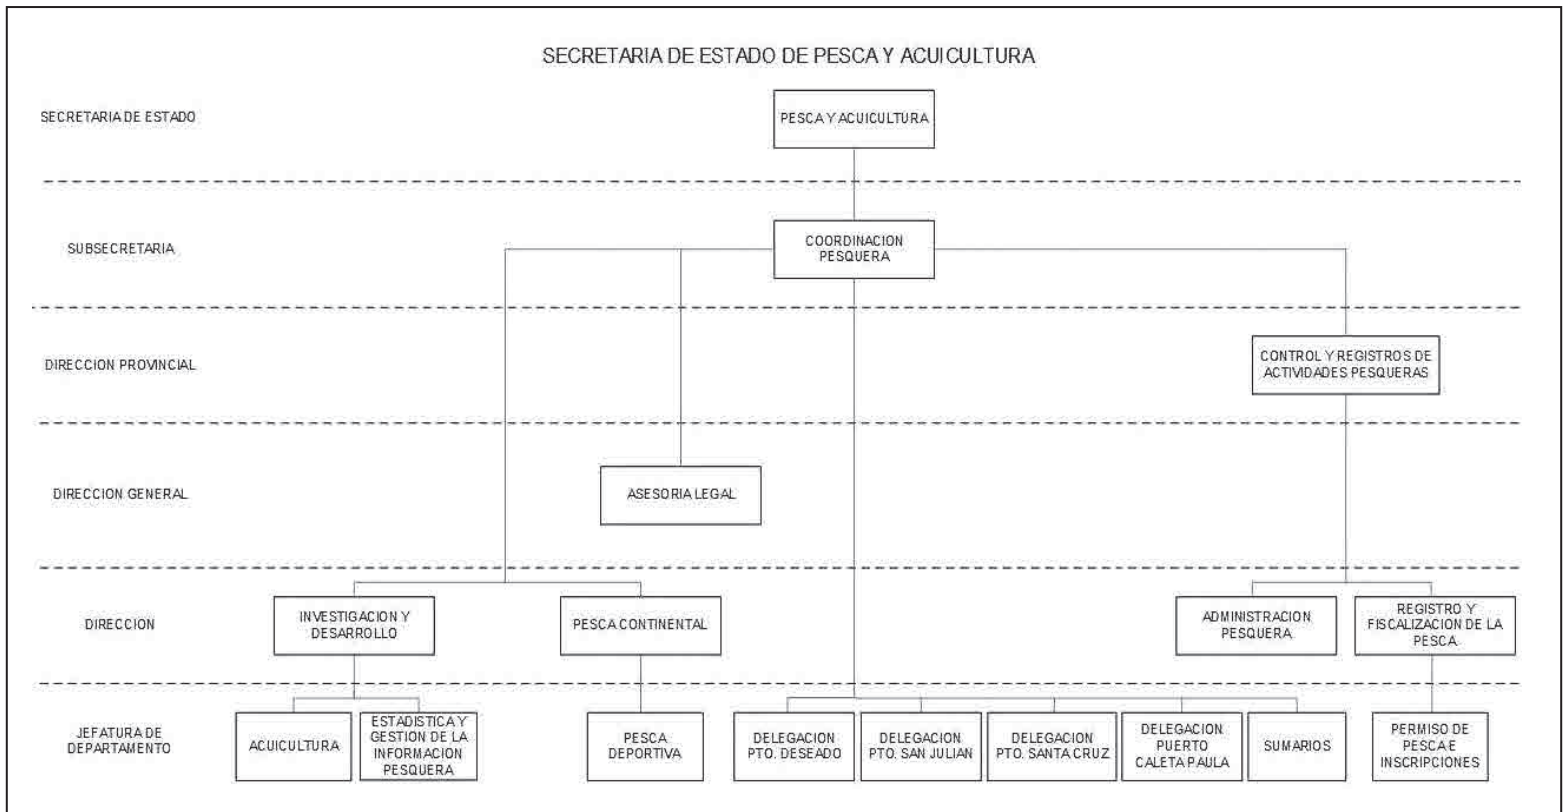 SECRETARIA DE ESTADO DE PESCA Y ACUICULTURA
SECRETARIA DE ESTADO
PESCA Y ACUICULTURA
SUBSECRETARIA
COORDINACION
PESQUERA
DIRECCION PROVINCIAL
CONTROL Y REGISTROS DE
ACTIVIDADES PESQUERAS
DIRECCION GENERAL
ASESORIA LEGAL
DIRECCION
INVESTIGACION Y
DESARROLLO
PESCA CONTINENTAL
ADMINISTRACION
PESQUERA
REGISTRO Y
FISCALIZACION DE LA
PESCA
JEFATURA DE
DEPARTAMENTO
ACUICULTURA
ESTADISTICA Y
GESTION DE LA
INFORMACION
PESQUERA
PESCA
DEPORTIVA
DELEGACION
PTO. DESEADO
DELEGACION
PTO. SAN JULIAN
DELEGACION
PTO. SANTA CRUZ
DELEGACION
PUERTO
CALETA PAULA
SUMARIOS
PERMISO DE
PESCA E
INSCRIPCIONES